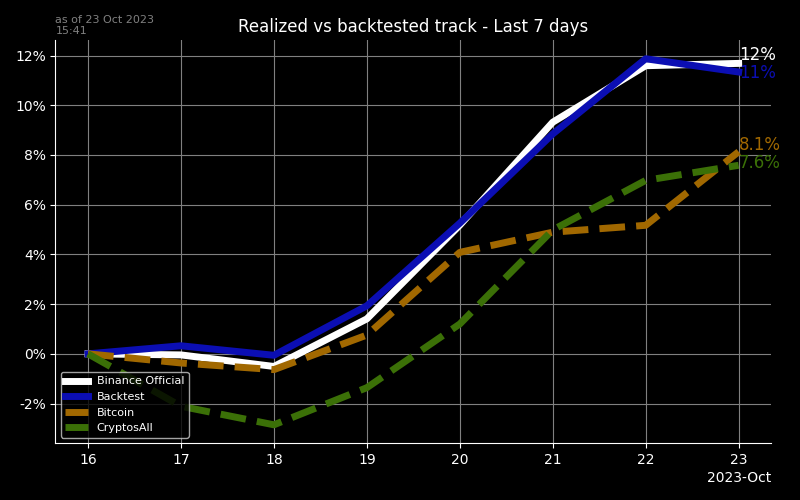 as of 23 Oct 2023
15:41
Realized vs backtested track - Last 7 days
12%
10%
8%
6%
4%
2%
0%
-2%
12%
11%
8.1%
7.6%
Binance Official
Backtest
Bitcoin
CryptosAll
16 17 18 19 20 21 22 23
2023-Oct